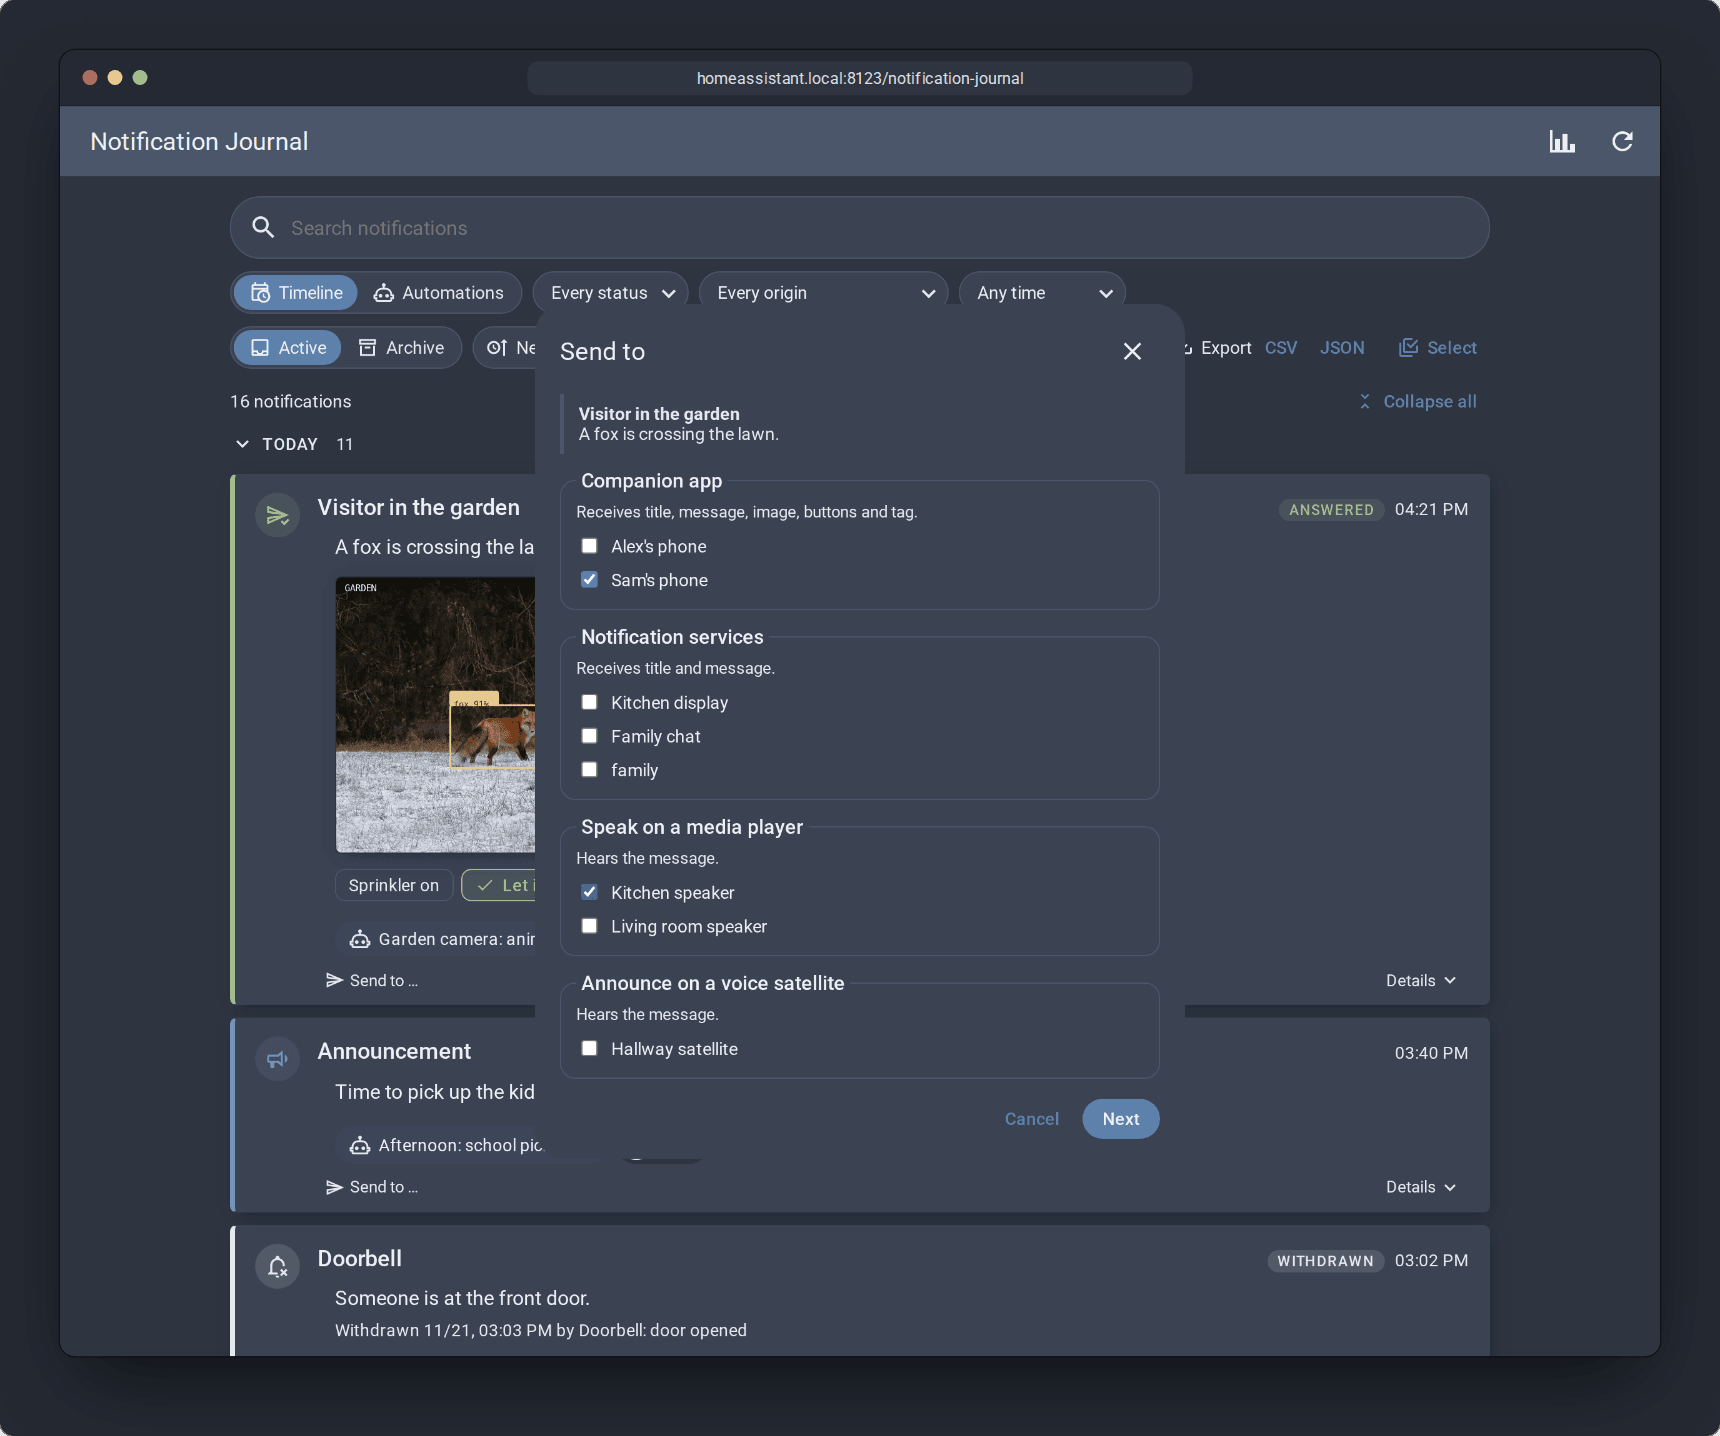 homeassistant.local:8123/notification-journal
Notification Journal
Search notifications
Timeline Automations Every status Every origin Any time
Active Archive Ne Export CSV JSON Select
16 notifications Collapse all
TODAY 11
Send to
Visitor in the garden
A fox is crossing the lawn.
Companion app
Receives title, message, image, buttons and tag.
Alex's phone
Sam's phone
Notification services
Receives title and message.
Kitchen display
Family chat
family
Speak on a media player
Hears the message.
Kitchen speaker
Living room speaker
Announce on a voice satellite
Hears the message.
Hallway satellite
Cancel Next
Visitor in the garden ANSWERED 04:21 PM
A fox is crossing the la
GARDEN
fox 91%
Sprinkler on Let i
Garden camera: ani
Send to ... Details
Announcement 03:40 PM
Time to pick up the kid
Afternoon: school pic
Send to ... Details
Doorbell WITHDRAWN 03:02 PM
Someone is at the front door.
Withdrawn 11/21, 03:03 PM by Doorbell: door opened